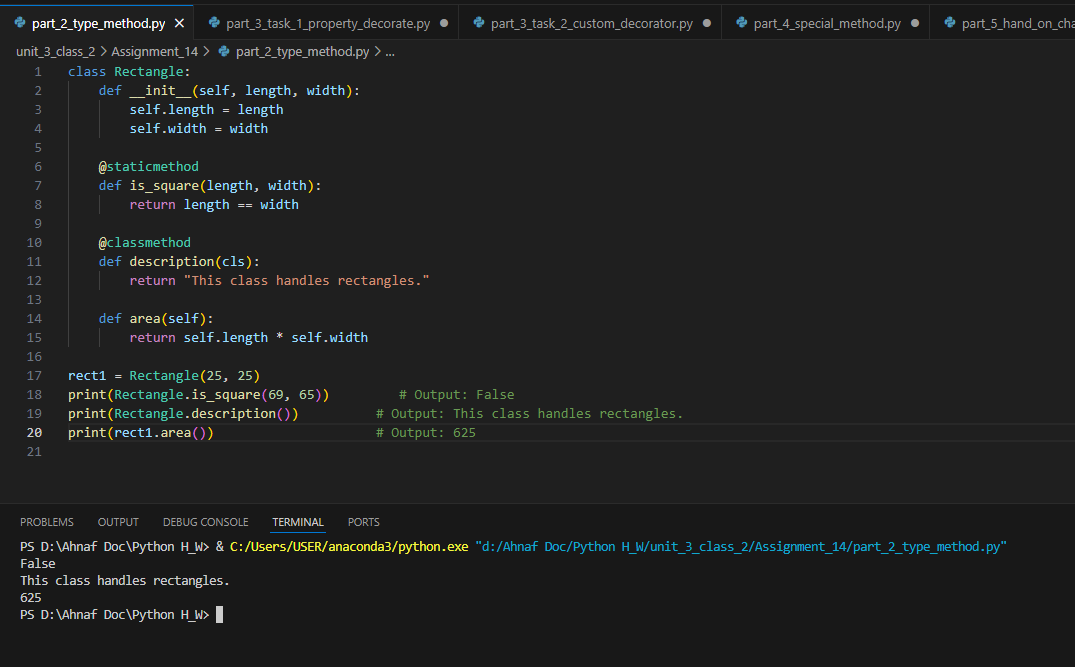 part_2_type_method.py part_3_task_1_property_decorate.py part_3_task_2_custom_decorator.py part_4_special_method.py part_5_hand_on_cha
unit_3_class_2 > Assignment_14 > part_2_type_method.py > ...
1 class Rectangle:
2     def __init__(self, length, width):
3         self.length = length
4         self.width = width
5
6     @staticmethod
7     def is_square(length, width):
8         return length == width
9
10     @classmethod
11     def description(cls):
12         return "This class handles rectangles."
13
14     def area(self):
15         return self.length * self.width
16
17 rect1 = Rectangle(25, 25)
18 print(Rectangle.is_square(69, 65))         # Output: False
19 print(Rectangle.description())          # Output: This class handles rectangles.
20 print(rect1.area())                     # Output: 625
21
PROBLEMS OUTPUT DEBUG CONSOLE TERMINAL PORTS
PS D:\Ahnaf Doc\Python H_W> & C:/Users/USER/anaconda3/python.exe "d:/Ahnaf Doc/Python H_W/unit_3_class_2/Assignment_14/part_2_type_method.py"
False
This class handles rectangles.
625
PS D:\Ahnaf Doc\Python H_W>